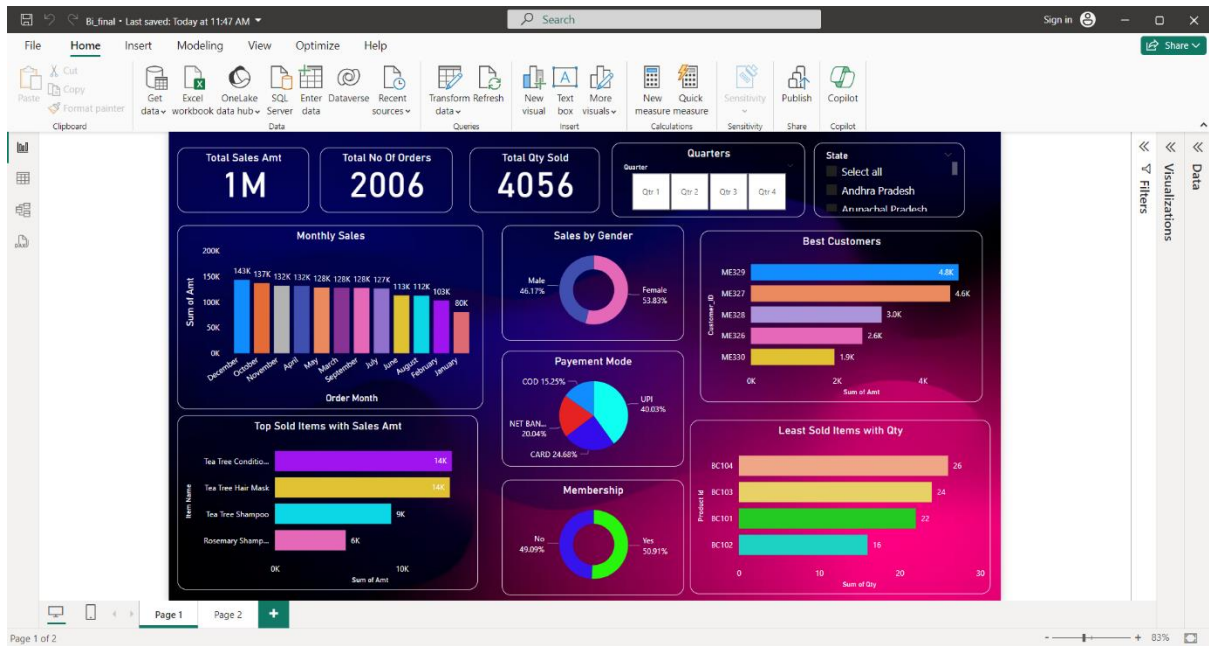 Bi_final • Last saved: Today at 11:47 AM
Search
Sign in
File Home Insert Modeling View Optimize Help
Share
Paste
Cut
Copy
Format painter
Clipboard
Get data
Excel workbook
OneLake data hub
SQL Server
Enter data
Dataverse
Recent sources
Data
Transform data
Refresh
Queries
New visual
Text box
More visuals
Insert
New measure
Quick measure
Calculations
Sensitivity
Sensitivity
Publish
Share
Copilot
Copilot
Total Sales Amt
1M
Total No Of Orders
2006
Total Qty Sold
4056
Quarters
Quarter
Qtr 1 Qtr 2 Qtr 3 Qtr 4
State
Select all
Andhra Pradesh
Arunachal Pradesh
Filters
Visualizations
Data
Monthly Sales
Sum of Amt
200K
150K
100K
50K
0K
143K 137K 132K 132K 128K 128K 128K 127K 113K 112K 103K 80K
December October November April May March September July June August February January
Order Month
Sales by Gender
Male
46.17%
Female
53.83%
Best Customers
Customer_ID
ME329 4.8K
ME327 4.6K
ME328 3.0K
ME326 2.6K
ME330 1.9K
0K 2K 4K
Sum of Amt
Payement Mode
COD 15.25%
UPI
40.03%
NET BAN...
20.04%
CARD 24.68%
Top Sold Items with Sales Amt
Item Name
Tea Tree Conditio... 14K
Tea Tree Hair Mask 14K
Tea Tree Shampoo 9K
Rosemary Shamp... 6K
0K 10K
Sum of Amt
Membership
No
49.09%
Yes
50.91%
Least Sold Items with Qty
Product Id
BC104 26
BC103 24
BC101 22
BC102 16
0 10 20 30
Sum of Qty
Page 1 Page 2
Page 1 of 2
83%